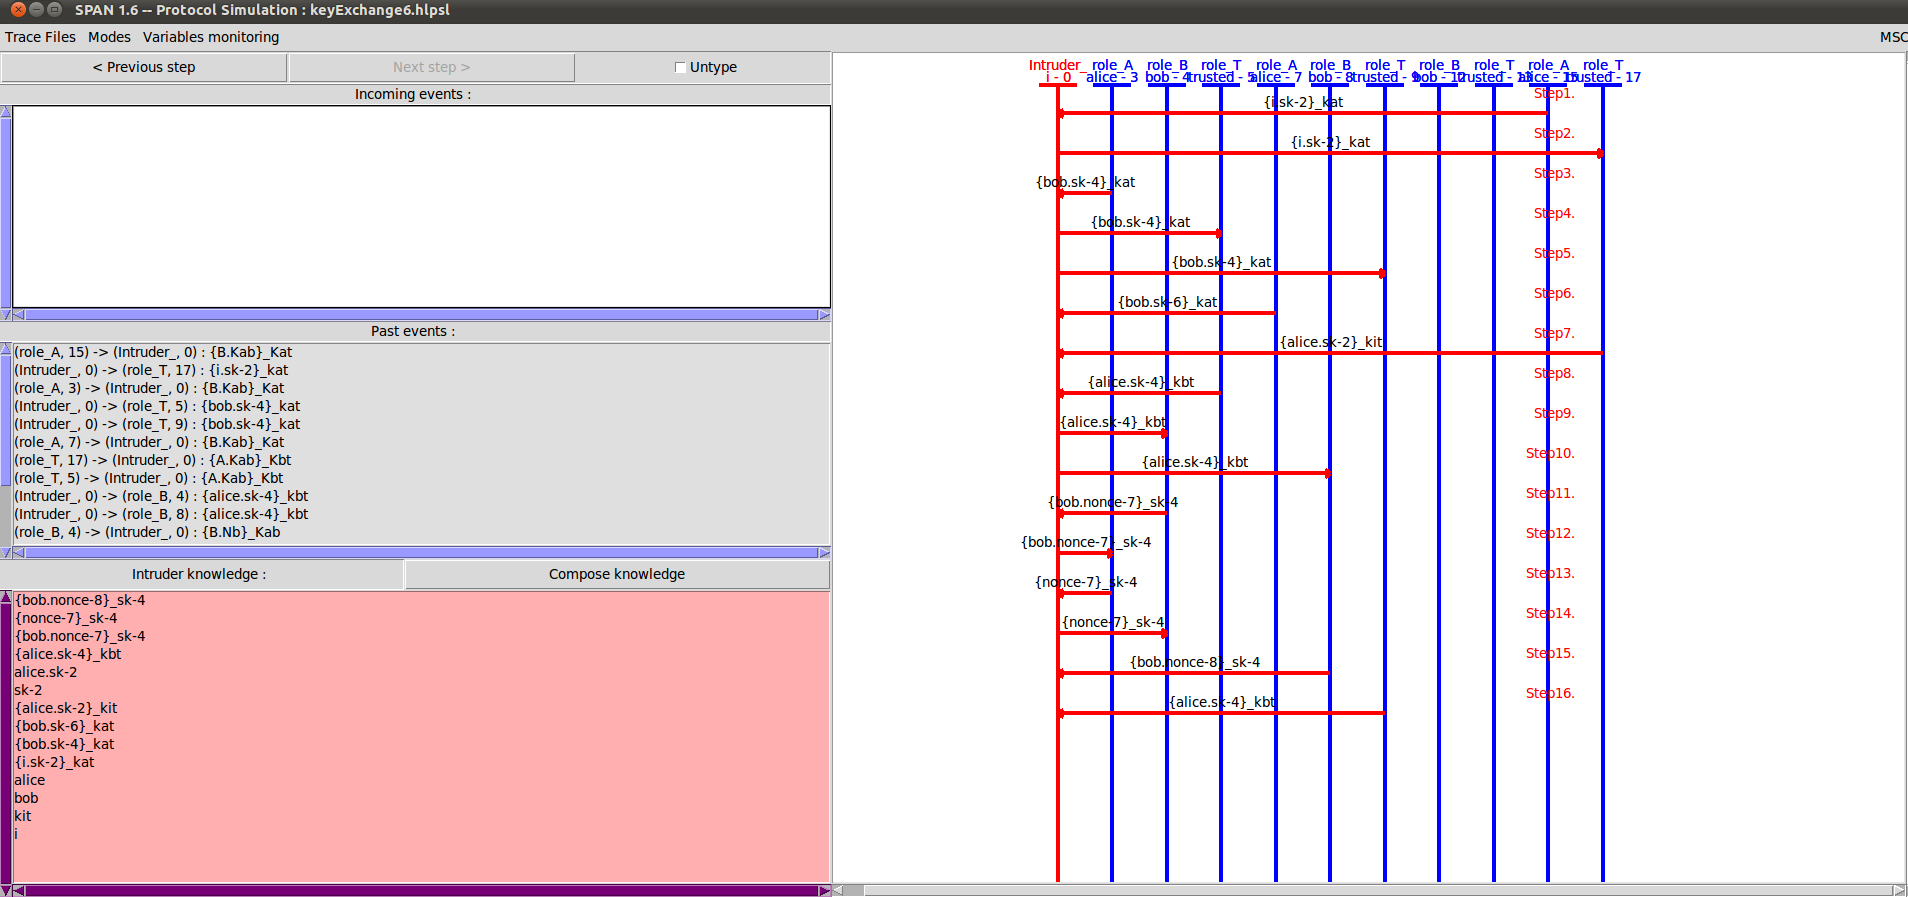 SPAN 1.6 -- Protocol Simulation : keyExchange6.hlpsl
Trace Files Modes Variables monitoring
MSC
< Previous step
Next step >
Untype
Incoming events :
Past events :
(role_A, 15) -> (Intruder_, 0) : {B.Kab}_Kat
(Intruder_, 0) -> (role_T, 17) : {i.sk-2}_kat
(role_A, 3) -> (Intruder_, 0) : {B.Kab}_Kat
(Intruder_, 0) -> (role_T, 5) : {bob.sk-4}_kat
(Intruder_, 0) -> (role_T, 9) : {bob.sk-4}_kat
(role_A, 7) -> (Intruder_, 0) : {B.Kab}_Kat
(role_T, 17) -> (Intruder_, 0) : {A.Kab}_Kbt
(role_T, 5) -> (Intruder_, 0) : {A.Kab}_Kbt
(Intruder_, 0) -> (role_B, 4) : {alice.sk-4}_kbt
(Intruder_, 0) -> (role_B, 8) : {alice.sk-4}_kbt
(role_B, 4) -> (Intruder_, 0) : {B.Nb}_Kab
Intruder knowledge :
Compose knowledge
{bob.nonce-8}_sk-4
{nonce-7}_sk-4
{bob.nonce-7}_sk-4
{alice.sk-4}_kbt
alice.sk-2
sk-2
{alice.sk-2}_kit
{bob.sk-6}_kat
{bob.sk-4}_kat
{i.sk-2}_kat
alice
bob
kit
i
Intruder_ role_A role_B role_T role_A role_B role_T role_B role_T role_A role_T
i - 0 alice - 3 bob - 4 trusted - 5 alice - 7 bob - 8 trusted - 9 bob - 12 trusted - 13 alice - 15 trusted - 17
Step1.
{i.sk-2}_kat
Step2.
{i.sk-2}_kat
Step3.
{bob.sk-4}_kat
Step4.
{bob.sk-4}_kat
Step5.
{bob.sk-4}_kat
Step6.
{bob.sk-6}_kat
Step7.
{alice.sk-2}_kit
Step8.
{alice.sk-4}_kbt
Step9.
{alice.sk-4}_kbt
Step10.
{alice.sk-4}_kbt
Step11.
{bob.nonce-7}_sk-4
Step12.
{bob.nonce-7}_sk-4
Step13.
{nonce-7}_sk-4
Step14.
{nonce-7}_sk-4
Step15.
{bob.nonce-8}_sk-4
Step16.
{alice.sk-4}_kbt